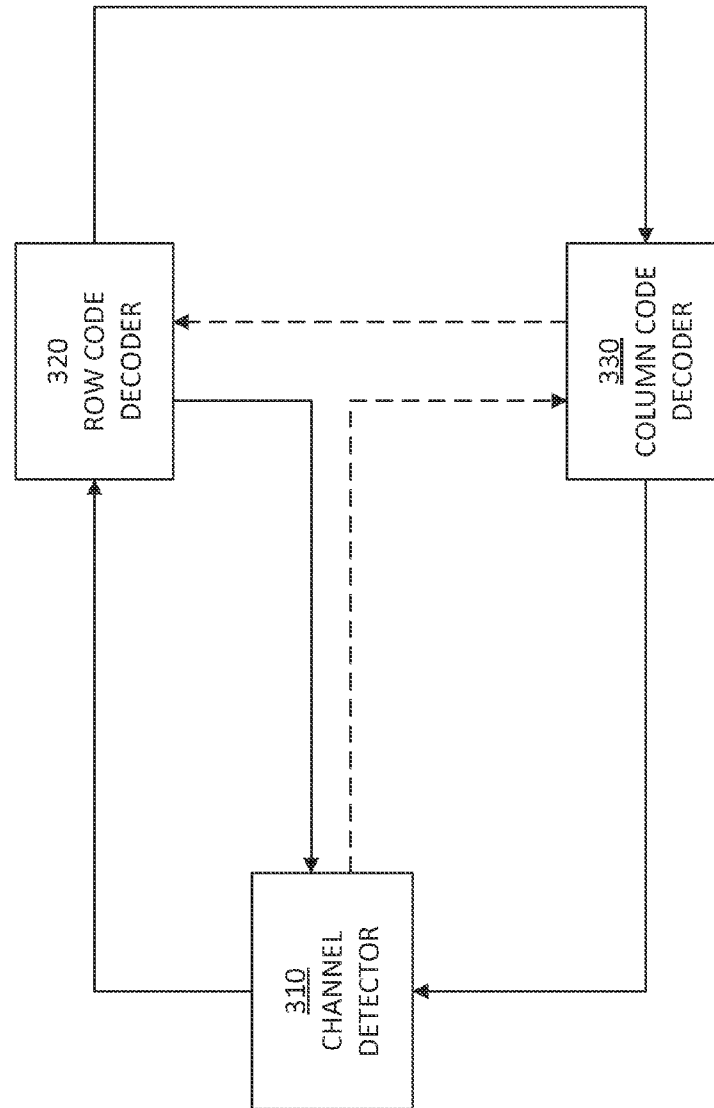 310
CHANNEL
DETECTOR
320
ROW CODE
DECODER
330
COLUMN CODE
DECODER